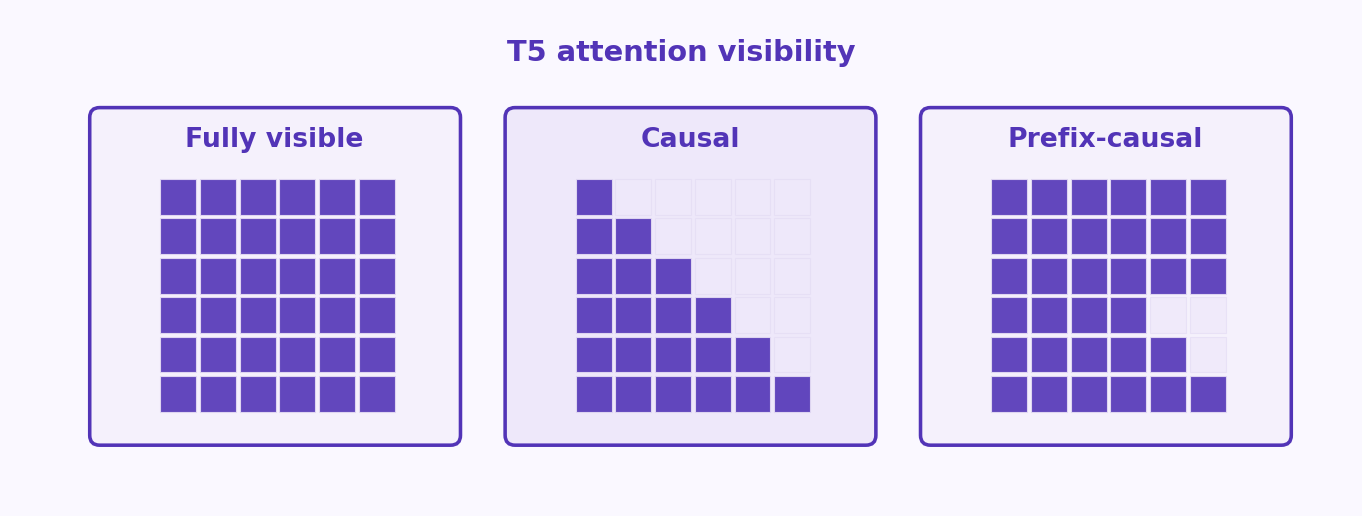 T5 attention visibility
Fully visible
Causal
Prefix-causal